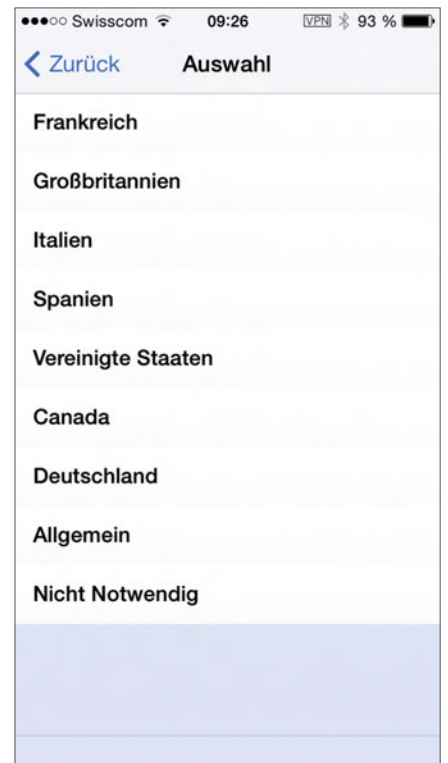 Swisscom 09:26 VPN 93 %
Zurück Auswahl
Frankreich
Großbritannien
Italien
Spanien
Vereinigte Staaten
Canada
Deutschland
Allgemein
Nicht Notwendig